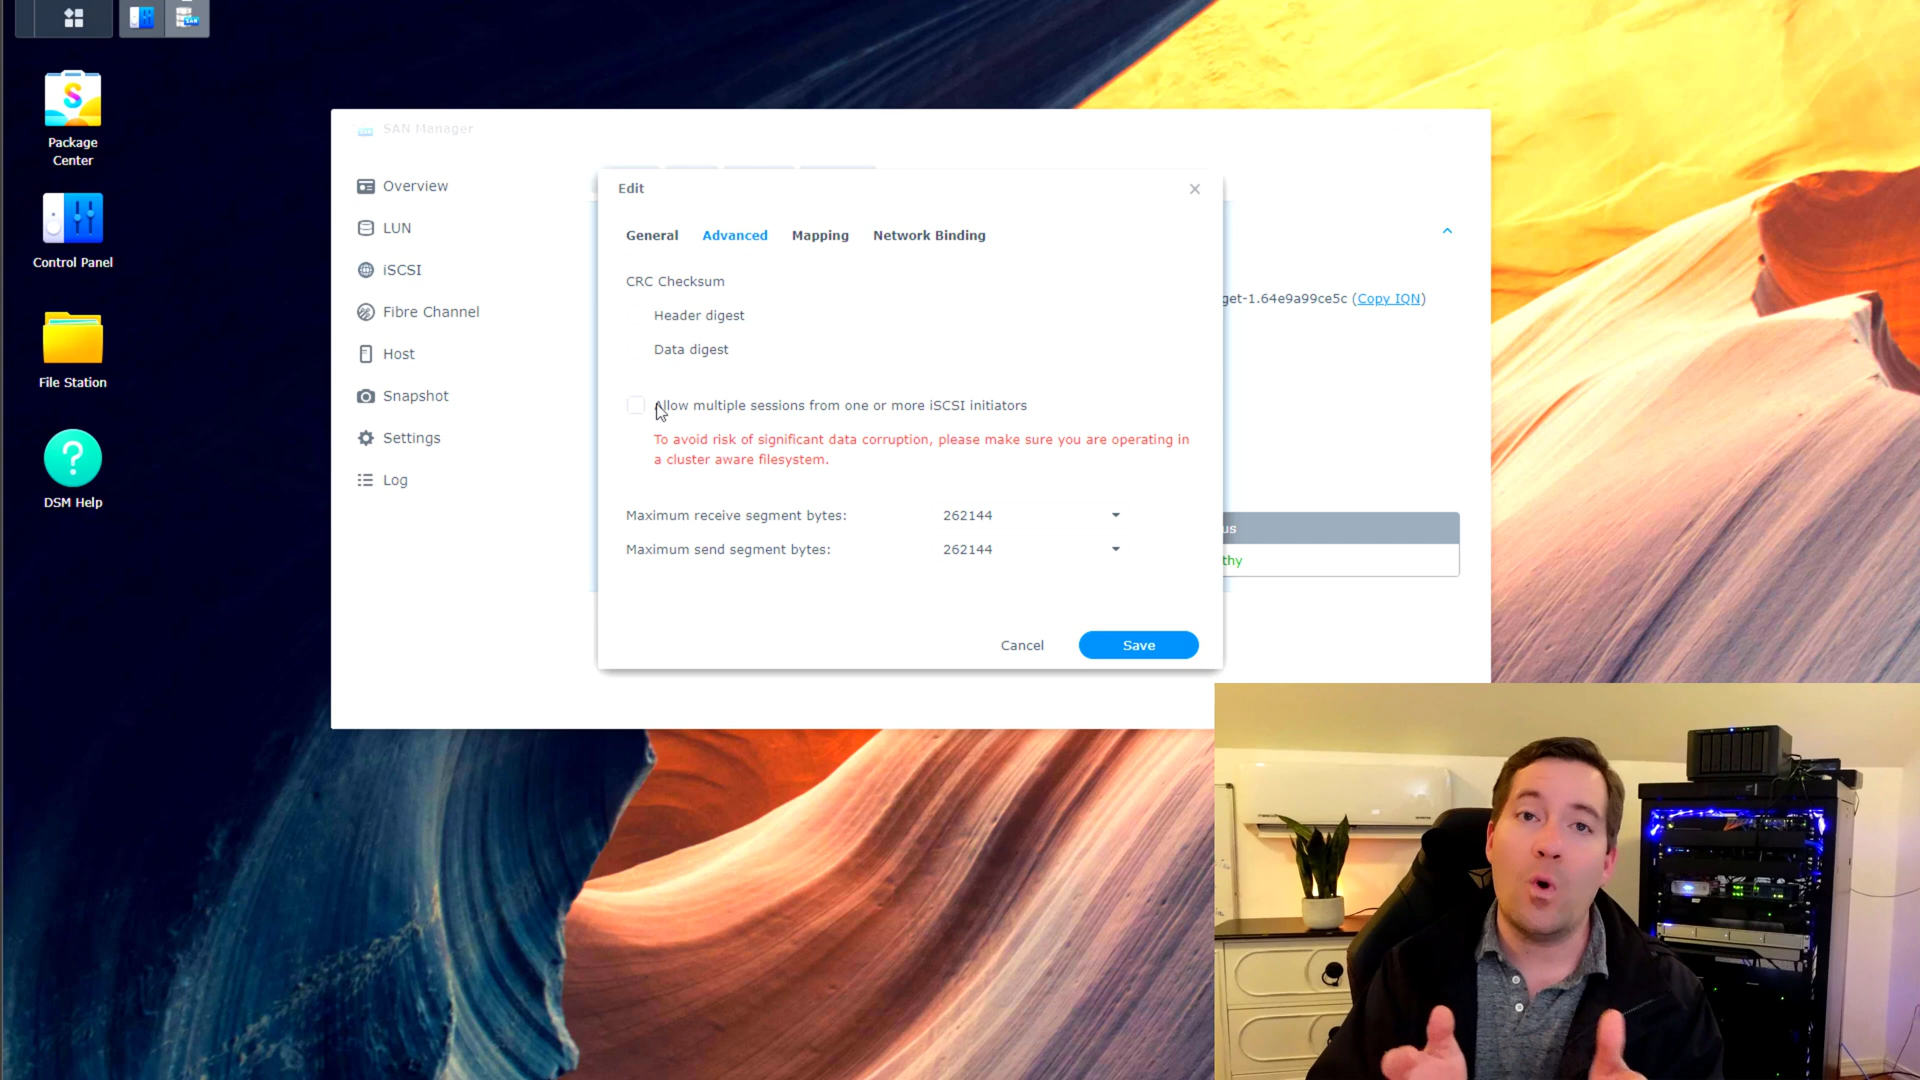 Package
Center
Control Panel
File Station
DSM Help
SAN Manager
Overview
LUN
iSCSI
Fibre Channel
Host
Snapshot
Settings
Log
Edit
General Advanced Mapping Network Binding
CRC Checksum
Header digest
Data digest
Allow multiple sessions from one or more iSCSI initiators
To avoid risk of significant data corruption, please make sure you are operating in
a cluster aware filesystem.
Maximum receive segment bytes: 262144
Maximum send segment bytes: 262144
Cancel Save
get-1.64e9a99ce5c (Copy IQN)
us
thy